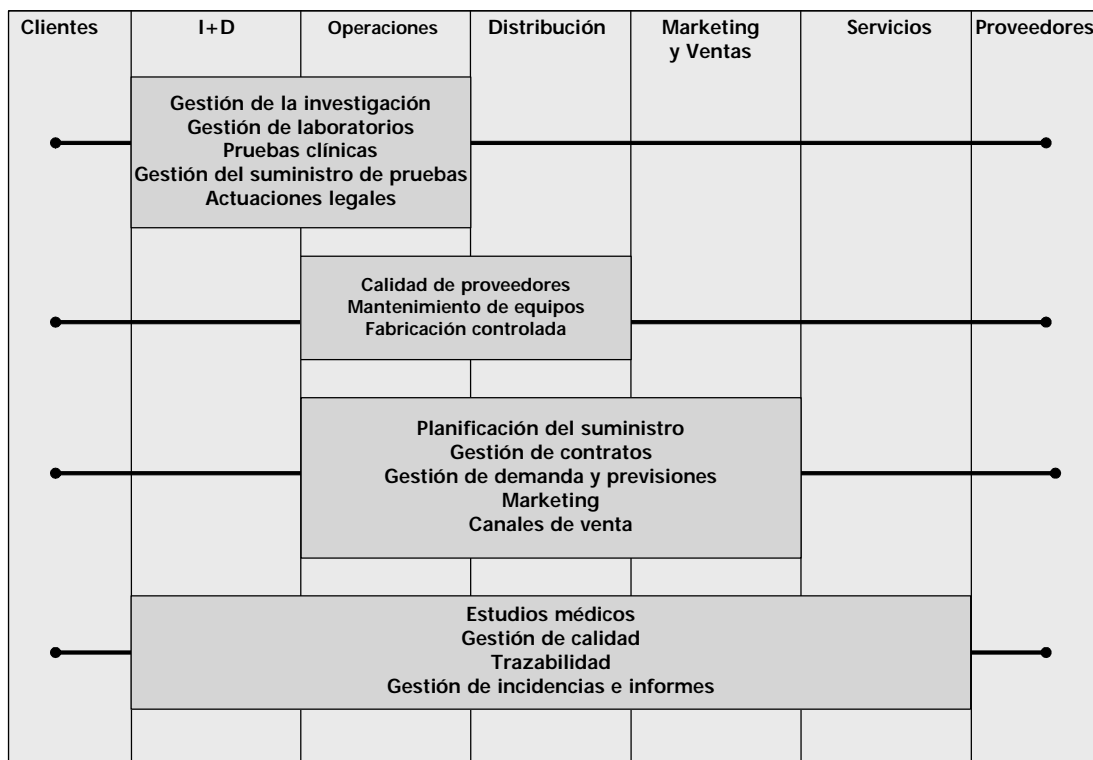 Clientes
I+D
Operaciones
Distribución
Marketing
y Ventas
Servicios
Proveedores
Gestión de la investigación
Gestión de laboratorios
Pruebas clínicas
Gestión del suministro de pruebas
Actuaciones legales
Calidad de proveedores
Mantenimiento de equipos
Fabricación controlada
Planificación del suministro
Gestión de contratos
Gestión de demanda y previsiones
Marketing
Canales de venta
Estudios médicos
Gestión de calidad
Trazabilidad
Gestión de incidencias e informes